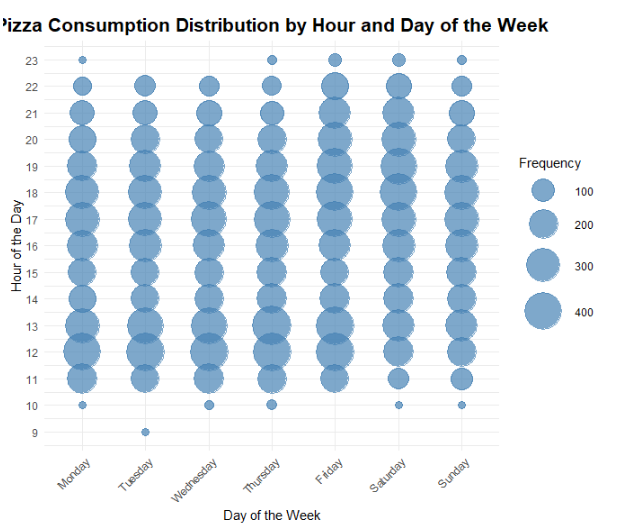 Pizza Consumption Distribution by Hour and Day of the Week
23
22
21
20
19
18
17
16
15
14
13
12
11
10
9
Hour of the Day
Monday
Tuesday
Wednesday
Thursday
Friday
Saturday
Sunday
Day of the Week
Frequency
100
200
300
400